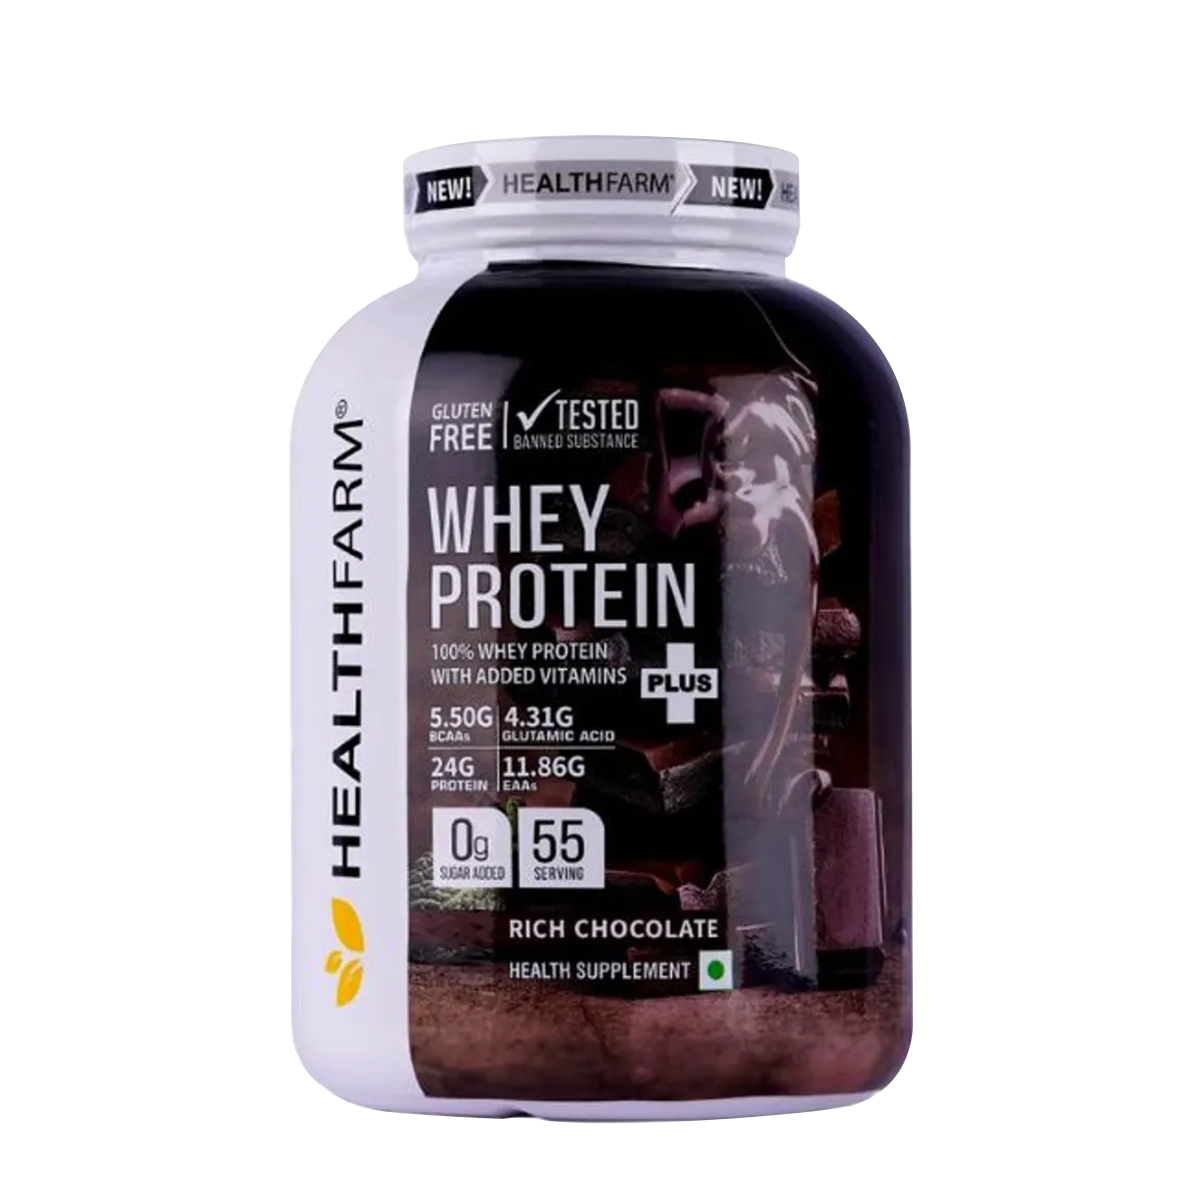 NEW! HEALTHFARM® NEW! HEA
HEALTHFARM®
GLUTEN
FREE
TESTED
BANNED SUBSTANCE
WHEY
PROTEIN
100% WHEY PROTEIN
WITH ADDED VITAMINS
PLUS
5.50G
BCAAs
4.31G
GLUTAMIC ACID
24G
PROTEIN
11.86G
EAAs
0g
SUGAR ADDED
55
SERVING
RICH CHOCOLATE
HEALTH SUPPLEMENT